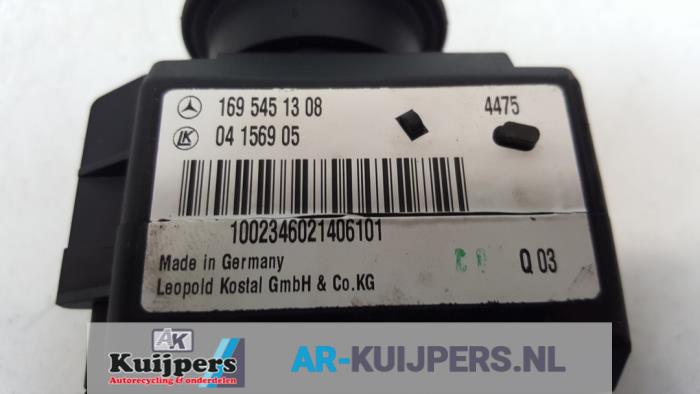 169 545 13 08
4475
LK
04 1569 05
1002346021406101
Made in Germany
Q 03
Leopold Kostal GmbH & Co.KG
AK
Kuijpers
Autorecycling & onderdelen
AR-KUIJPERS.NL